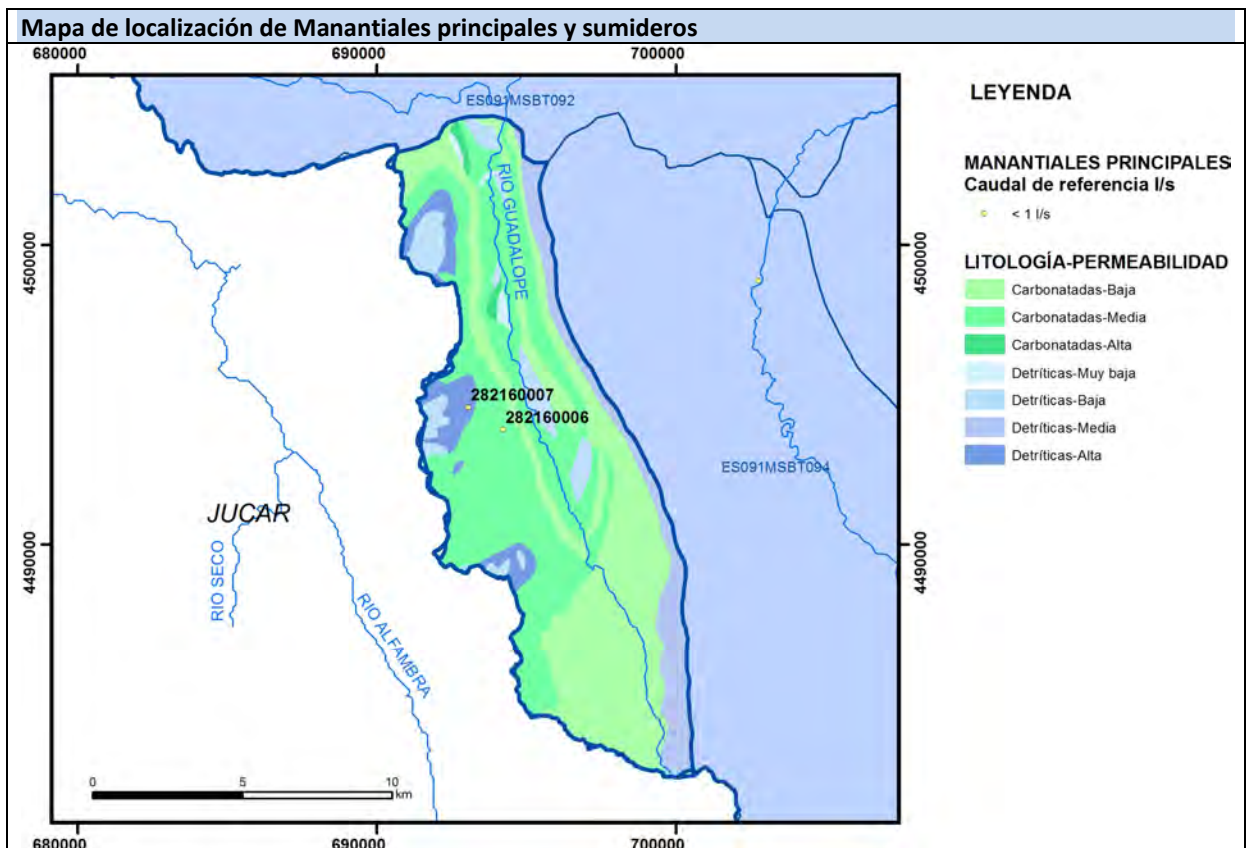 Mapa de localización de Manantiales principales y sumideros
680000
690000
700000
ES091MSBT092
RIO GUADALOPE
4500000
4500000
282160007
282160006
ES091MSBT094
JUCAR
RIO SECO
RIO ALFAMBRA
4490000
4490000
0 5 10
km
680000
690000
700000
LEYENDA
MANANTIALES PRINCIPALES
Caudal de referencia l/s
< 1 l/s
LITOLOGÍA-PERMEABILIDAD
Carbonatadas-Baja
Carbonatadas-Media
Carbonatadas-Alta
Detríticas-Muy baja
Detríticas-Baja
Detríticas-Media
Detríticas-Alta